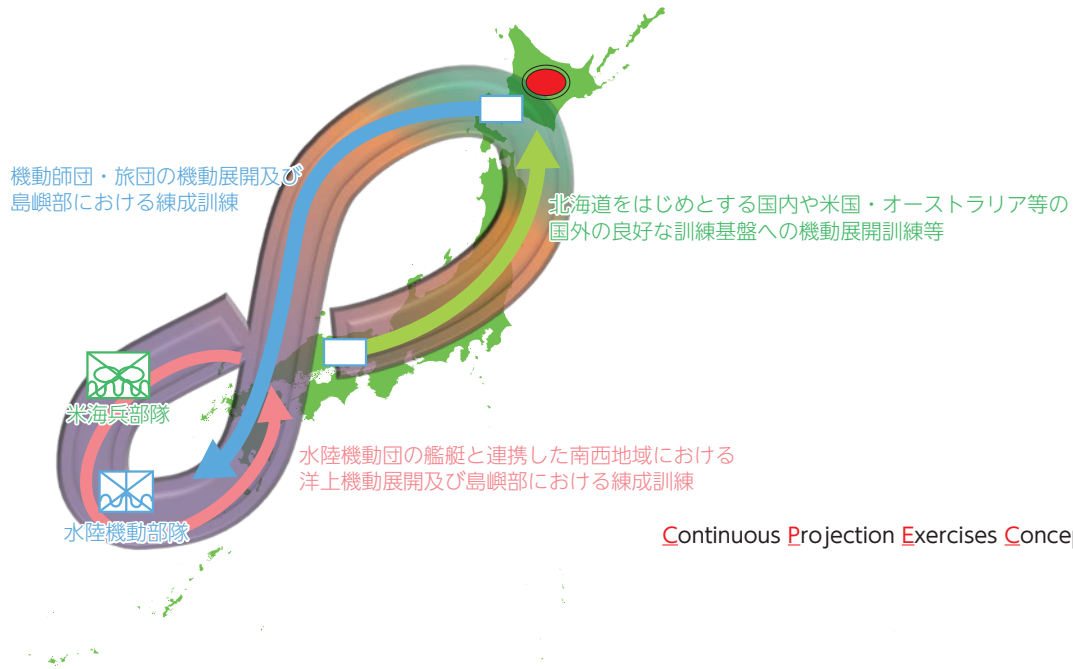 機動師団・旅団の機動展開及び
島嶼部における練成訓練
北海道をはじめとする国内や米国・オーストラリア等の
国外の良好な訓練基盤への機動展開訓練等
米海兵部隊
水陸機動団の艦艇と連携した南西地域における
洋上機動展開及び島嶼部における練成訓練
水陸機動部隊
Continuous Projection Exercises Concep